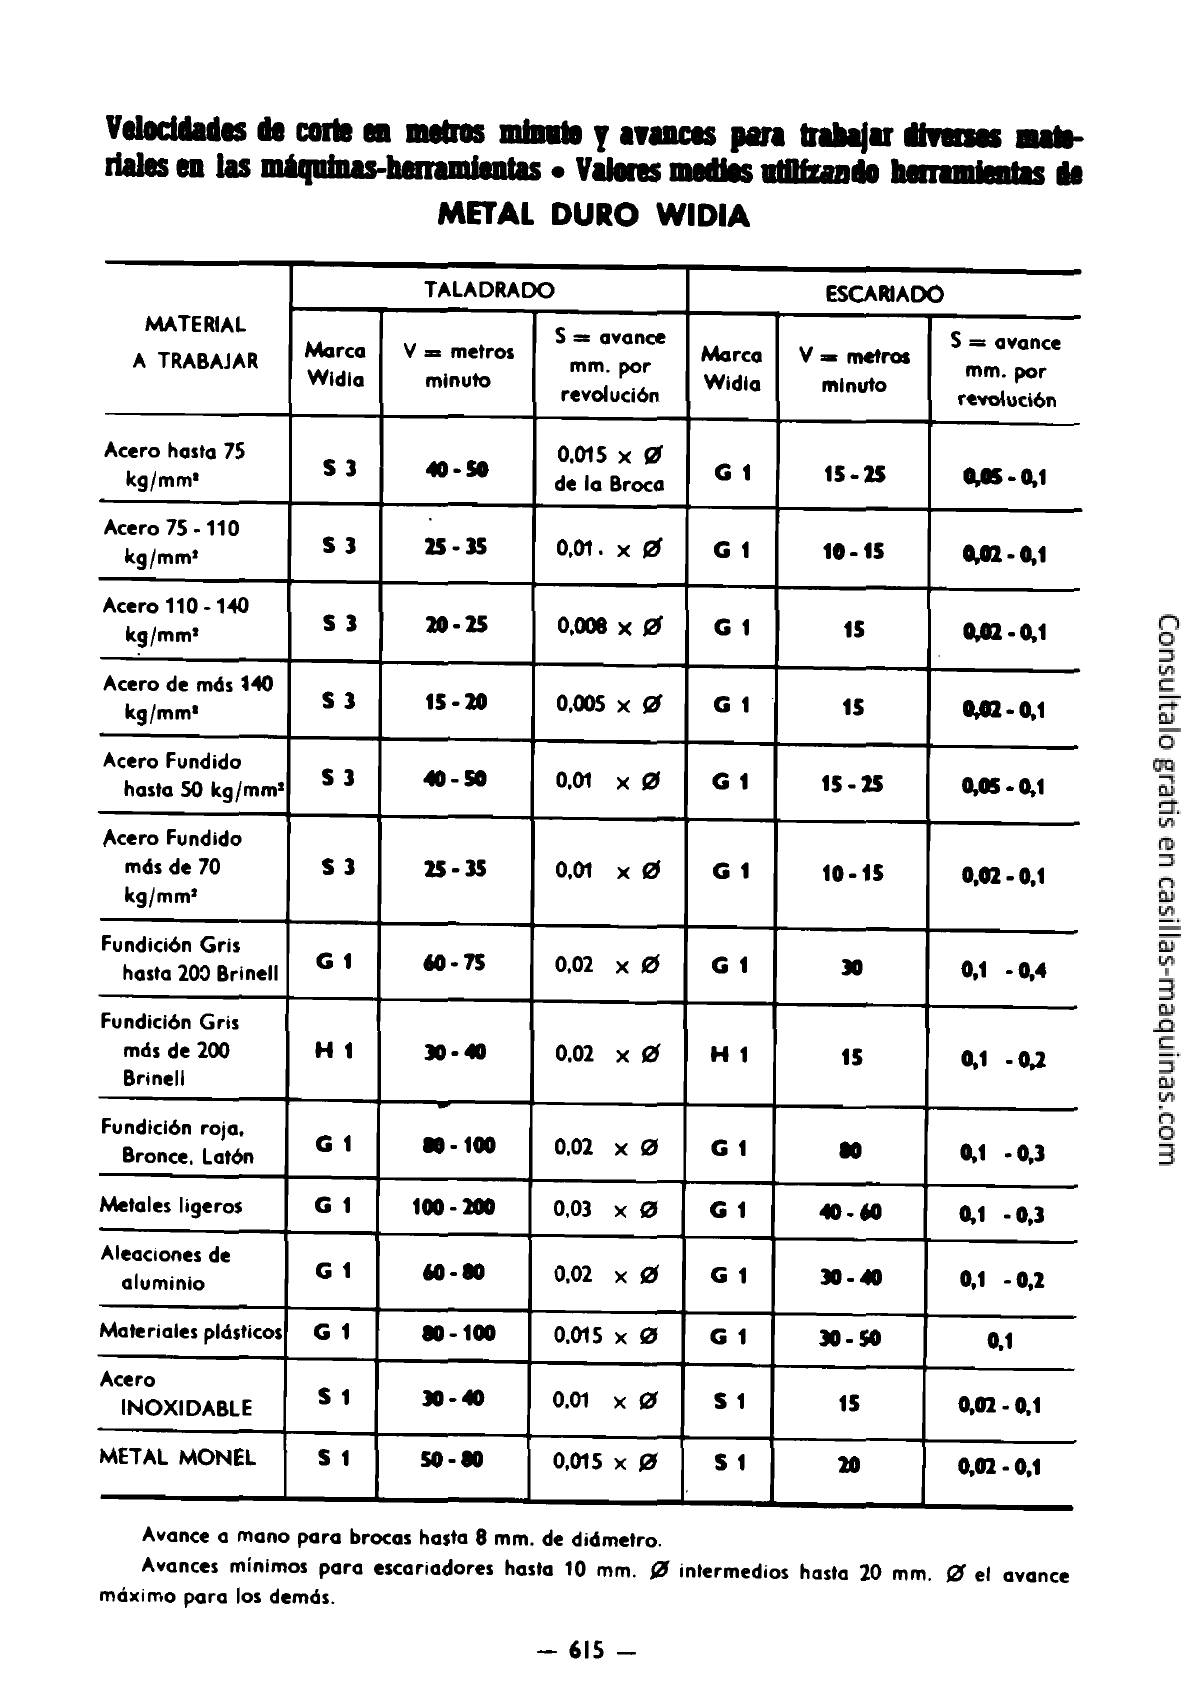 Velocidades de corte en metros minuto y avances para trabajar diversos mate-
riales en las máquinas-herramientas • Valores medios utilizando herramientas de
METAL DURO WIDIA
MATERIAL A TRABAJAR | TALADRADO | ESCARIADO
Marca Widia | V = metros minuto | S = avance mm. por revolución | Marca Widia | V = metros minuto | S = avance mm. por revolución
Acero hasta 75 kg/mm² | S 3 | 40 - 50 | 0,015 x Ø de la Broca | G 1 | 15 - 25 | 0,05 - 0,1
Acero 75 - 110 kg/mm² | S 3 | 25 - 35 | 0,01 . x Ø | G 1 | 10 - 15 | 0,02 - 0,1
Acero 110 - 140 kg/mm² | S 3 | 20 - 25 | 0,008 x Ø | G 1 | 15 | 0,02 - 0,1
Acero de más 140 kg/mm² | S 3 | 15 - 20 | 0,005 x Ø | G 1 | 15 | 0,02 - 0,1
Acero Fundido hasta 50 kg/mm² | S 3 | 40 - 50 | 0,01 x Ø | G 1 | 15 - 25 | 0,05 - 0,1
Acero Fundido más de 70 kg/mm² | S 3 | 25 - 35 | 0,01 x Ø | G 1 | 10 - 15 | 0,02 - 0,1
Fundición Gris hasta 200 Brinell | G 1 | 60 - 75 | 0,02 x Ø | G 1 | 30 | 0,1 - 0,4
Fundición Gris más de 200 Brinell | H 1 | 30 - 40 | 0,02 x Ø | H 1 | 15 | 0,1 - 0,2
Fundición roja, Bronce, Latón | G 1 | 80 - 100 | 0,02 x Ø | G 1 | 80 | 0,1 - 0,3
Metales ligeros | G 1 | 100 - 200 | 0,03 x Ø | G 1 | 40 - 60 | 0,1 - 0,3
Aleaciones de aluminio | G 1 | 60 - 80 | 0,02 x Ø | G 1 | 30 - 40 | 0,1 - 0,2
Materiales plásticos | G 1 | 80 - 100 | 0,015 x Ø | G 1 | 30 - 50 | 0,1
Acero INOXIDABLE | S 1 | 30 - 40 | 0,01 x Ø | S 1 | 15 | 0,02 - 0,1
METAL MONEL | S 1 | 50 - 80 | 0,015 x Ø | S 1 | 20 | 0,02 - 0,1
Avance a mano para brocas hasta 8 mm. de diámetro.
Avances mínimos para escariadores hasta 10 mm. Ø intermedios hasta 20 mm. Ø el avance
máximo para los demás.
— 615 —
Consultalo gratis en casillas-maquinas.com